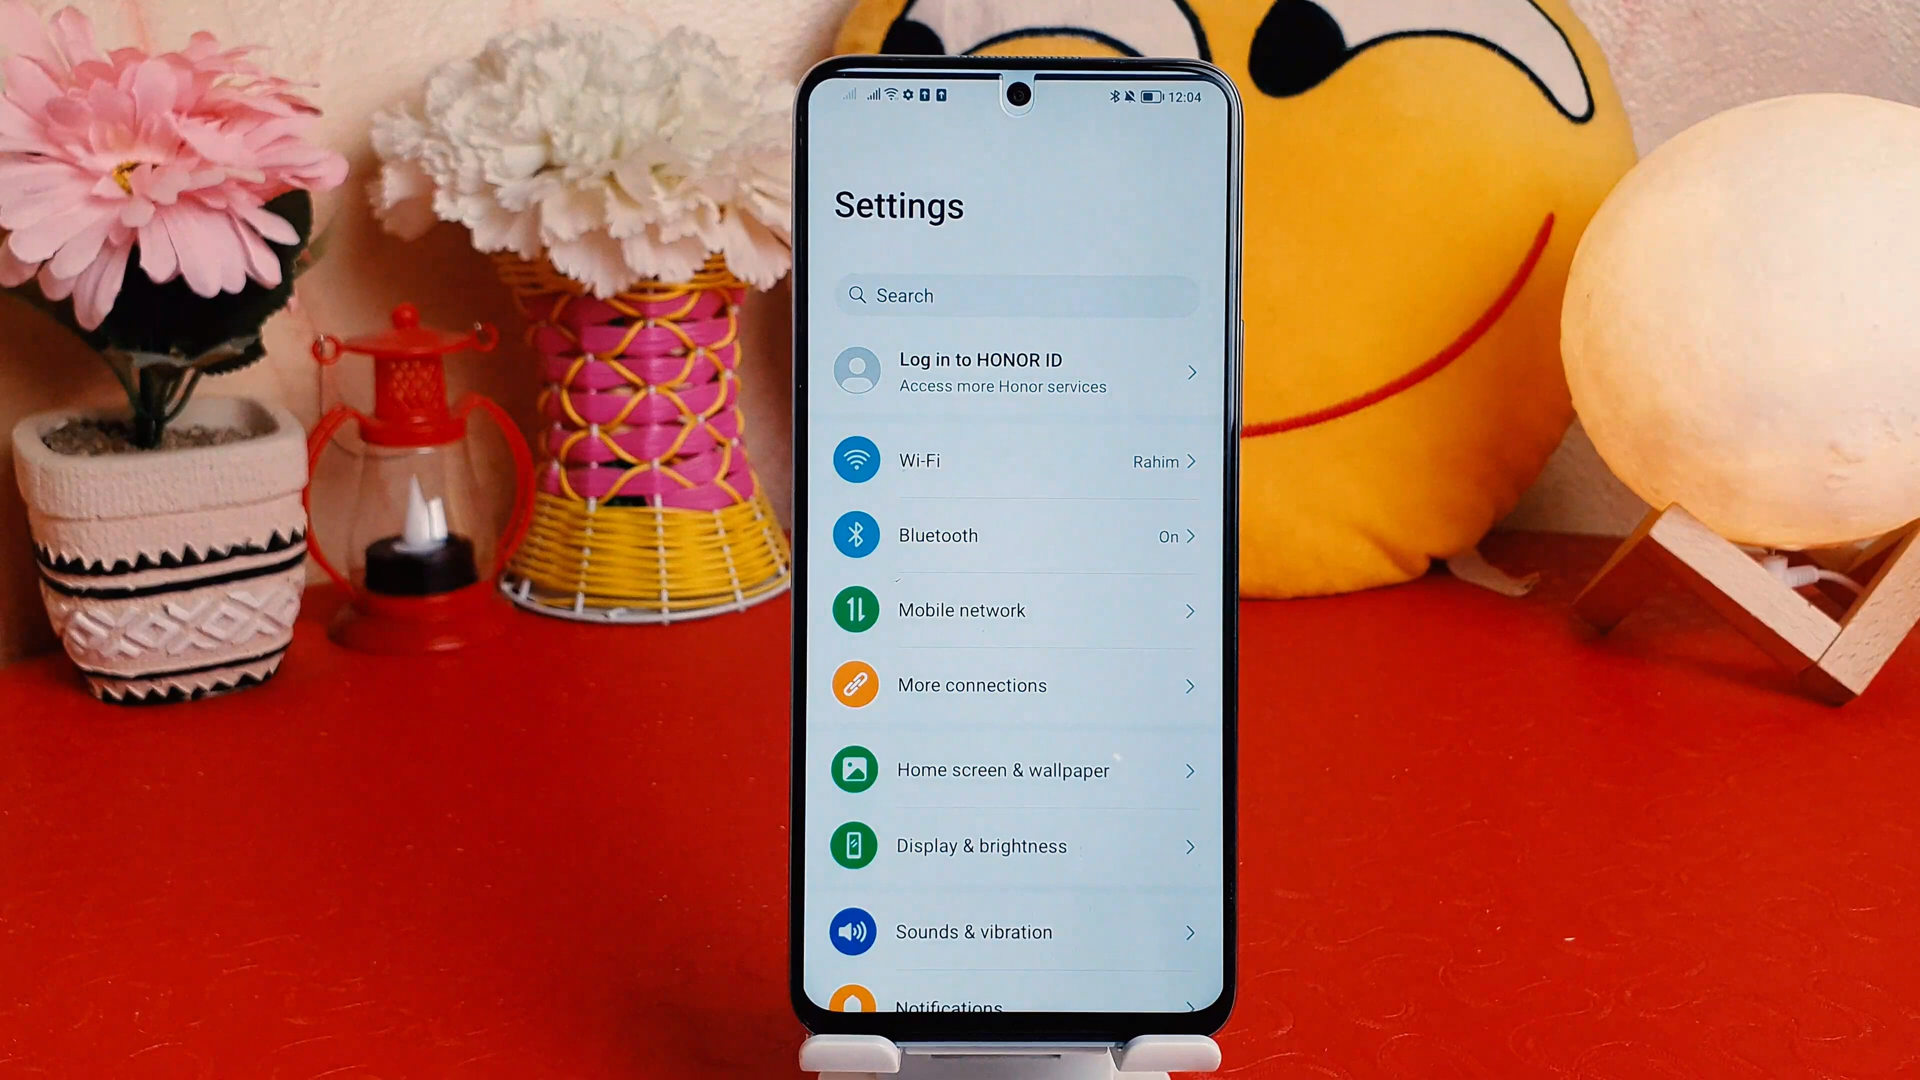 12:04
Settings
Search
Log in to HONOR ID
Access more Honor services
Wi-Fi
Rahim
Bluetooth
On
Mobile network
More connections
Home screen & wallpaper
Display & brightness
Sounds & vibration
Notifications